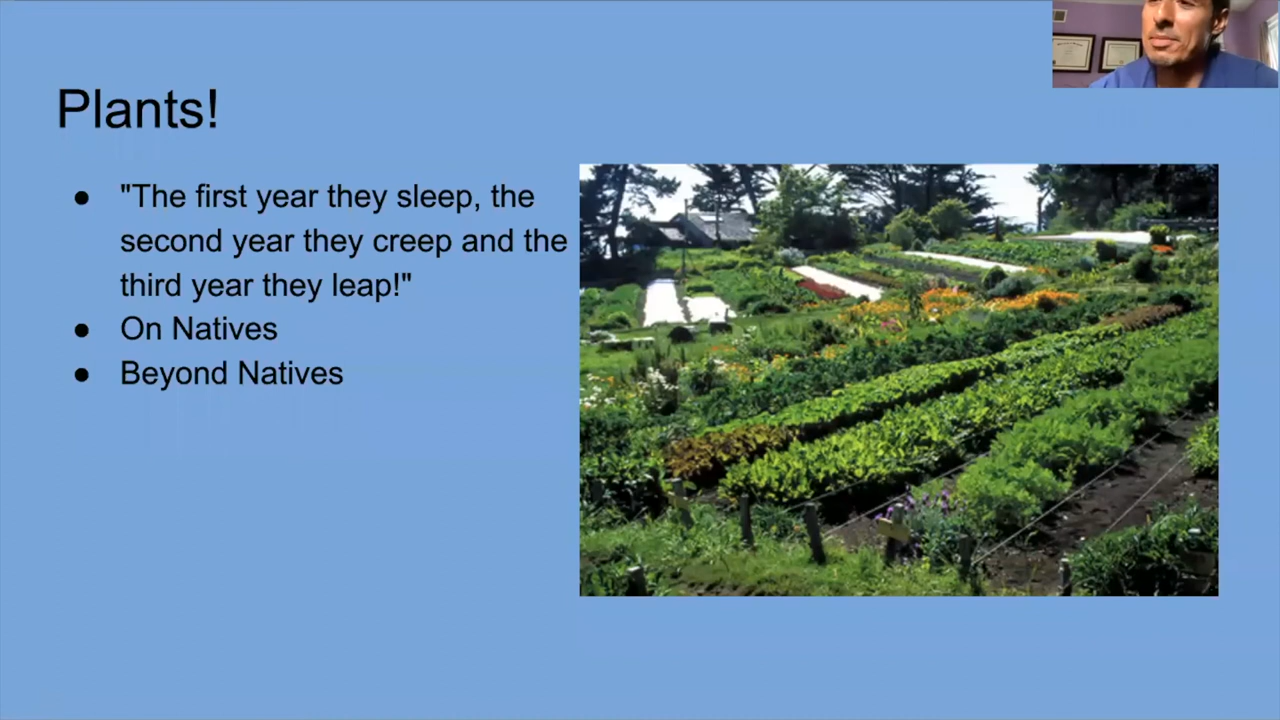 Plants!
● "The first year they sleep, the
second year they creep and the
third year they leap!"
● On Natives
● Beyond Natives